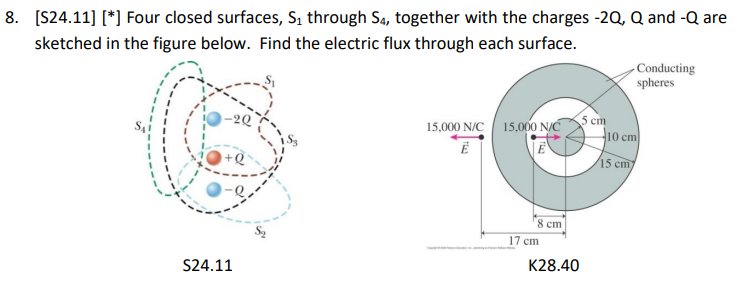 8. [S24.11] [*] Four closed surfaces, S₁ through S₄, together with the charges -2Q, Q and -Q are
sketched in the figure below. Find the electric flux through each surface.
S₁
-2Q
S₄
S₃
+Q
-Q
S₂
S24.11
Conducting
spheres
15,000 N/C
15,000 N/C
5 cm
10 cm
E⃗
E⃗
15 cm
8 cm
17 cm
K28.40